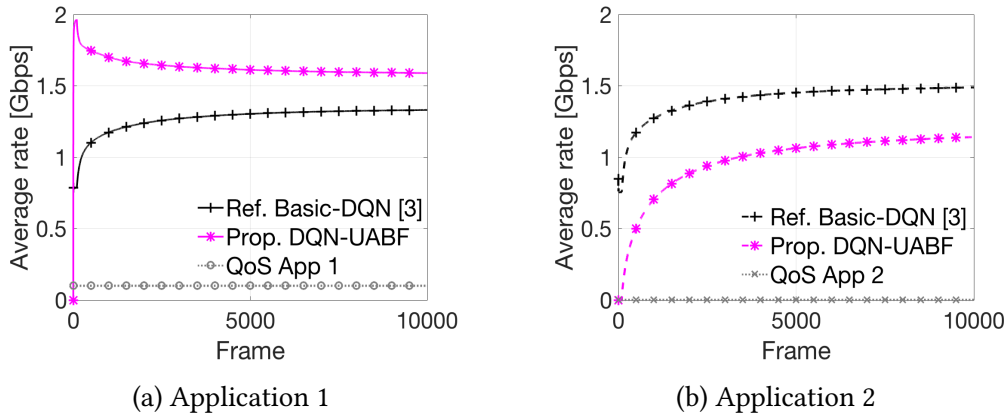 2
1.5
1
0.5
0
Average rate [Gbps]
Ref. Basic-DQN [3]
Prop. DQN-UABF
QoS App 1
0 5000 10000
Frame
(a) Application 1
2
1.5
1
0.5
0
Average rate [Gbps]
Ref. Basic-DQN [3]
Prop. DQN-UABF
QoS App 2
0 5000 10000
Frame
(b) Application 2